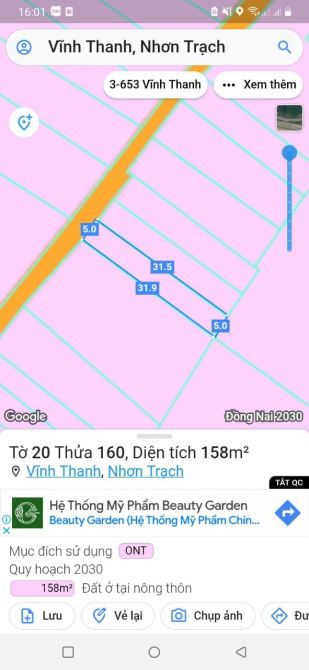 16:01
Vĩnh Thanh, Nhơn Trạch
3-653 Vĩnh Thanh
Xem thêm
5.0
31.5
31.9
5.0
Google
Đồng Nai 2030
Tờ 20 Thửa 160, Diện tích 158m²
Vĩnh Thanh, Nhơn Trạch
TẮT QC
Hệ Thống Mỹ Phẩm Beauty Garden
Beauty Garden (Hệ Thống Mỹ Phẩm Chín...
Mục đích sử dụng ONT
Quy hoạch 2030
158m² Đất ở tại nông thôn
Lưu
Vẽ lại
Chụp ảnh
Đư